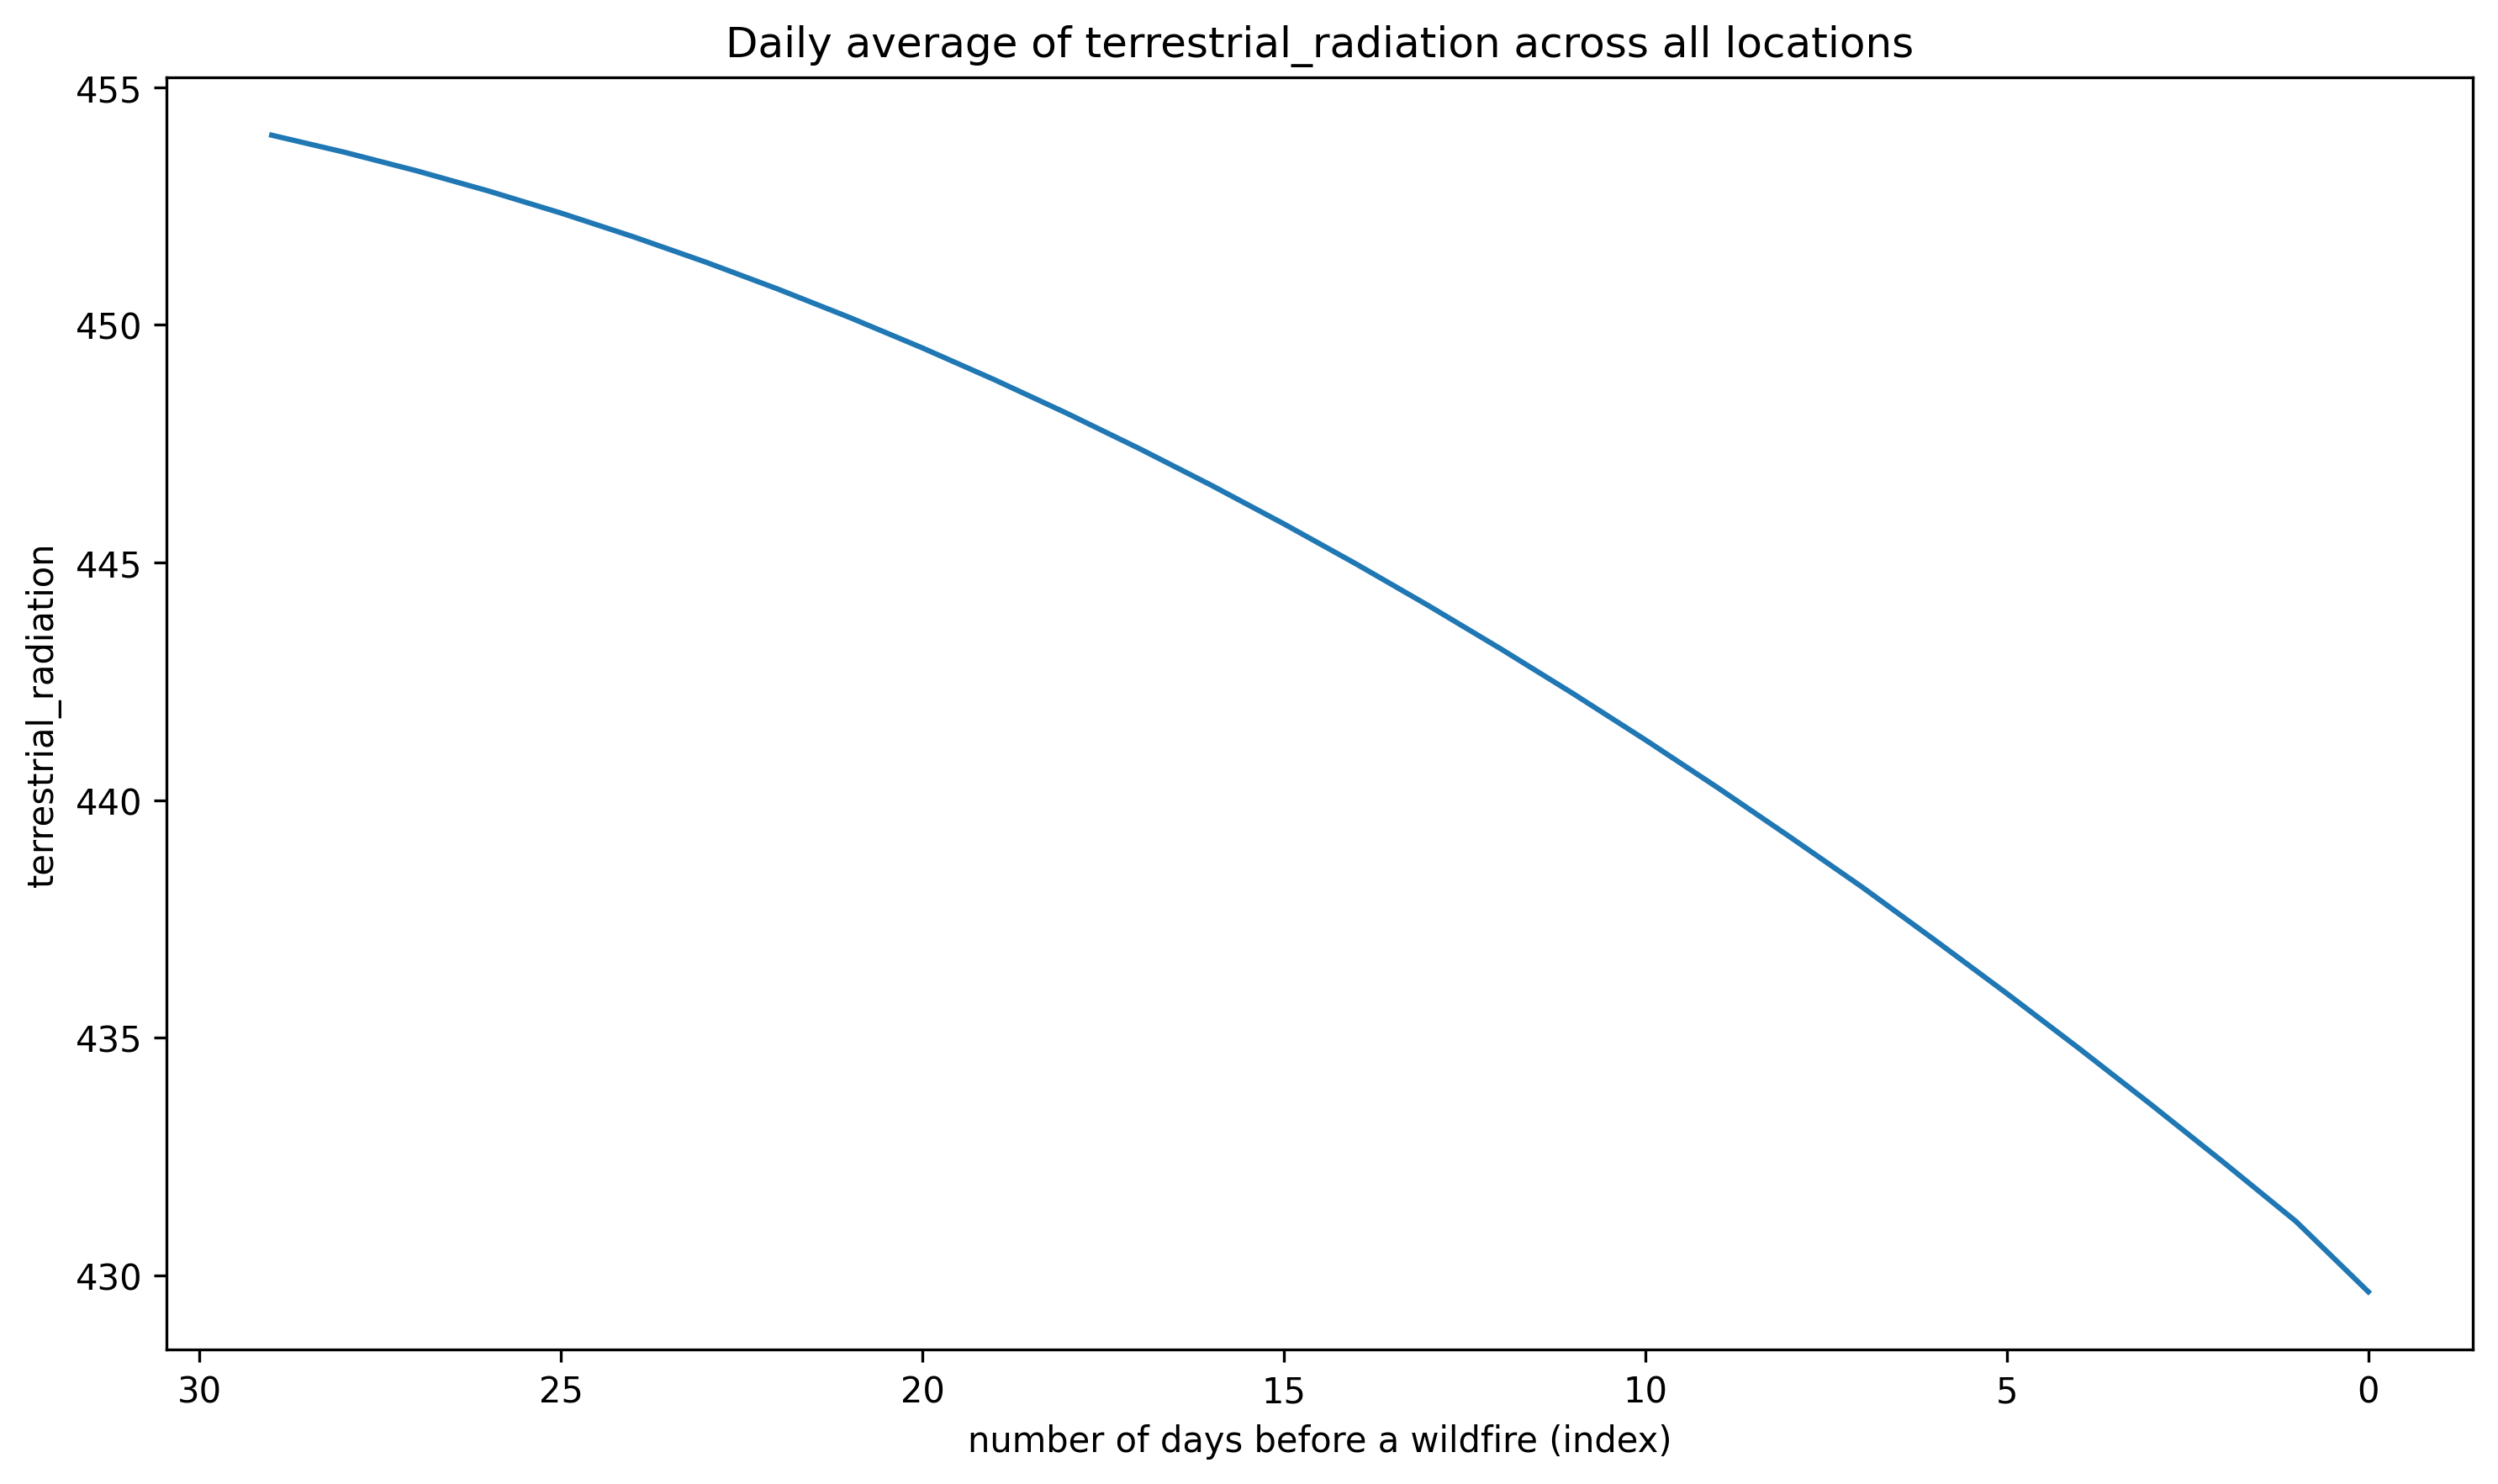 Daily average of terrestrial_radiation across all locations
terrestrial_radiation
455
450
445
440
435
430
30 25 20 15 10 5 0
number of days before a wildfire (index)